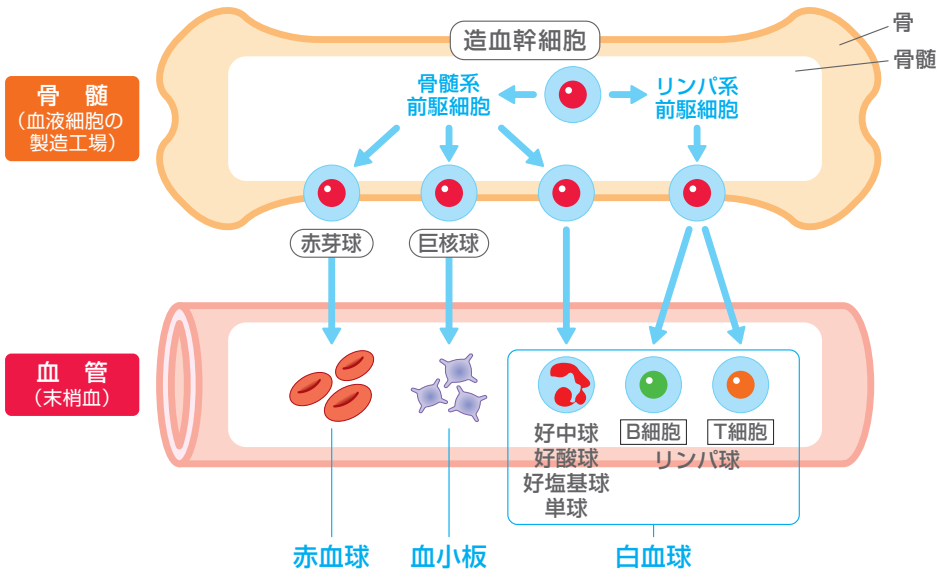 造血幹細胞
骨
骨髄
骨髄系
前駆細胞
リンパ系
前駆細胞
骨 髄
(血液細胞の
製造工場)
赤芽球
巨核球
血 管
(末梢血)
好中球
好酸球
好塩基球
単球
B細胞
T細胞
リンパ球
赤血球
血小板
白血球